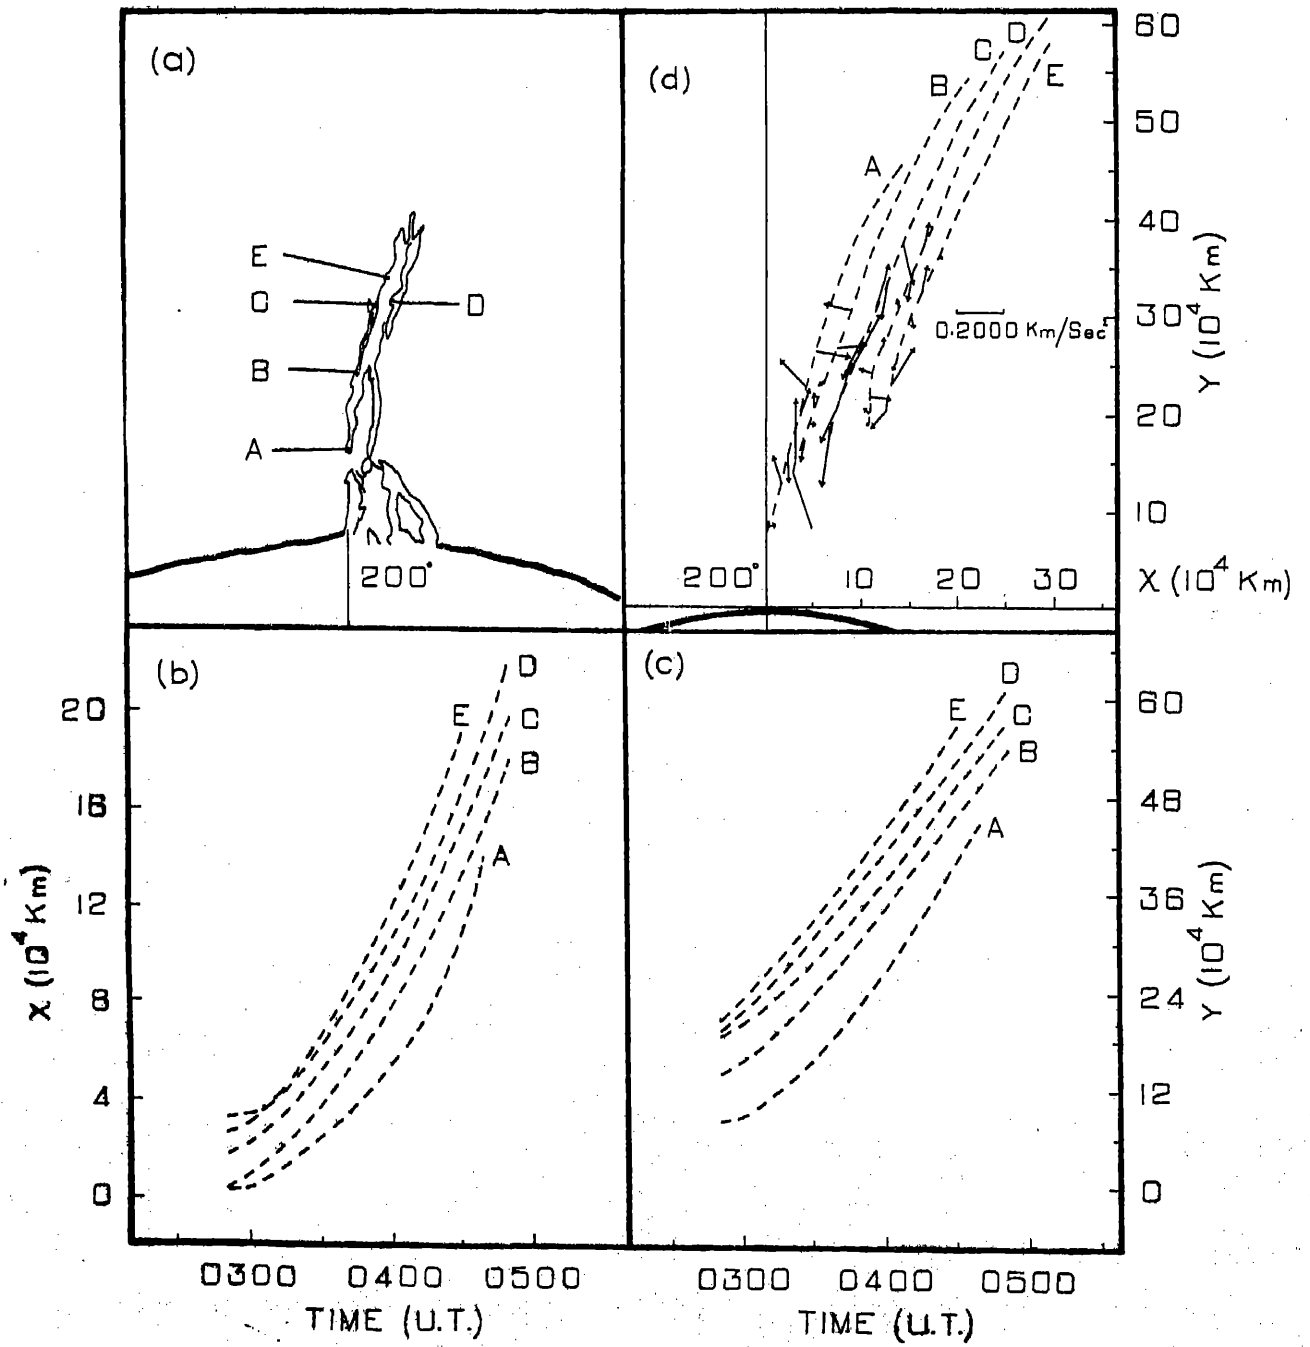 (a)
E
C
D
B
A
200°
(d)
A
B
C
D
E
60
50
40
30
20
10
Y (10⁴ Km)
0.2000 Km/Sec²
200°
10
20
30
X (10⁴ Km)
(b)
E
D
C
B
A
20
16
12
8
4
0
X (10⁴ Km)
0300 0400 0500
TIME (U.T.)
(c)
E
D
C
B
A
60
48
36
24
12
0
Y (10⁴ Km)
0300 0400 0500
TIME (U.T.)